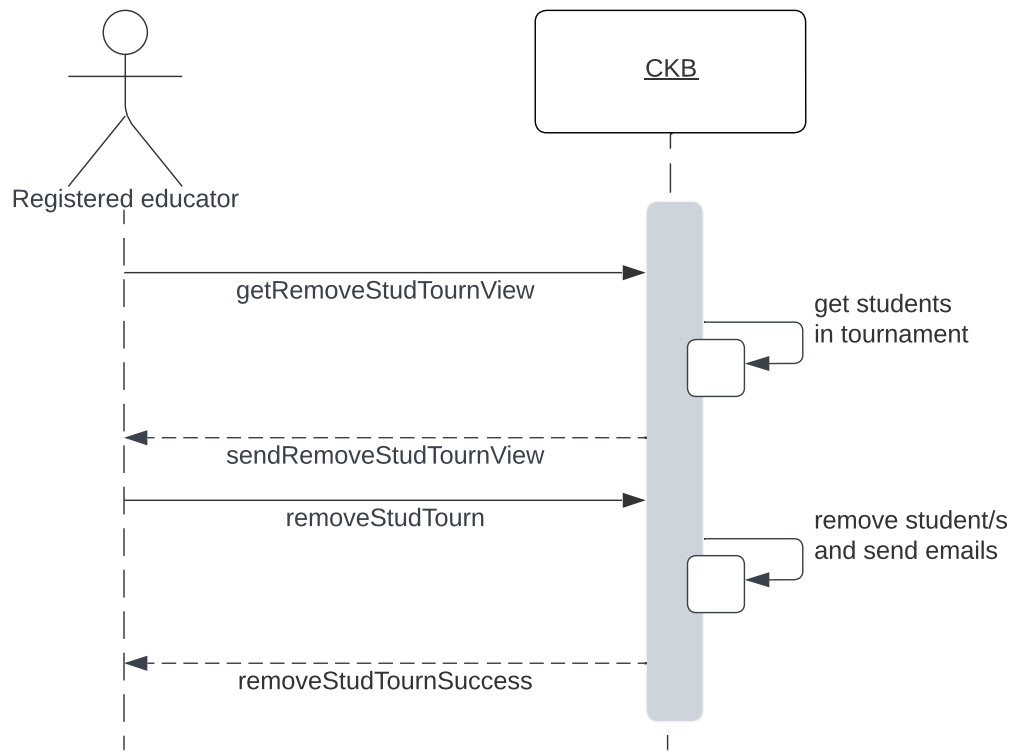 CKB
Registered educator
getRemoveStudTournView
get students
in tournament
sendRemoveStudTournView
removeStudTourn
remove student/s
and send emails
removeStudTournSuccess